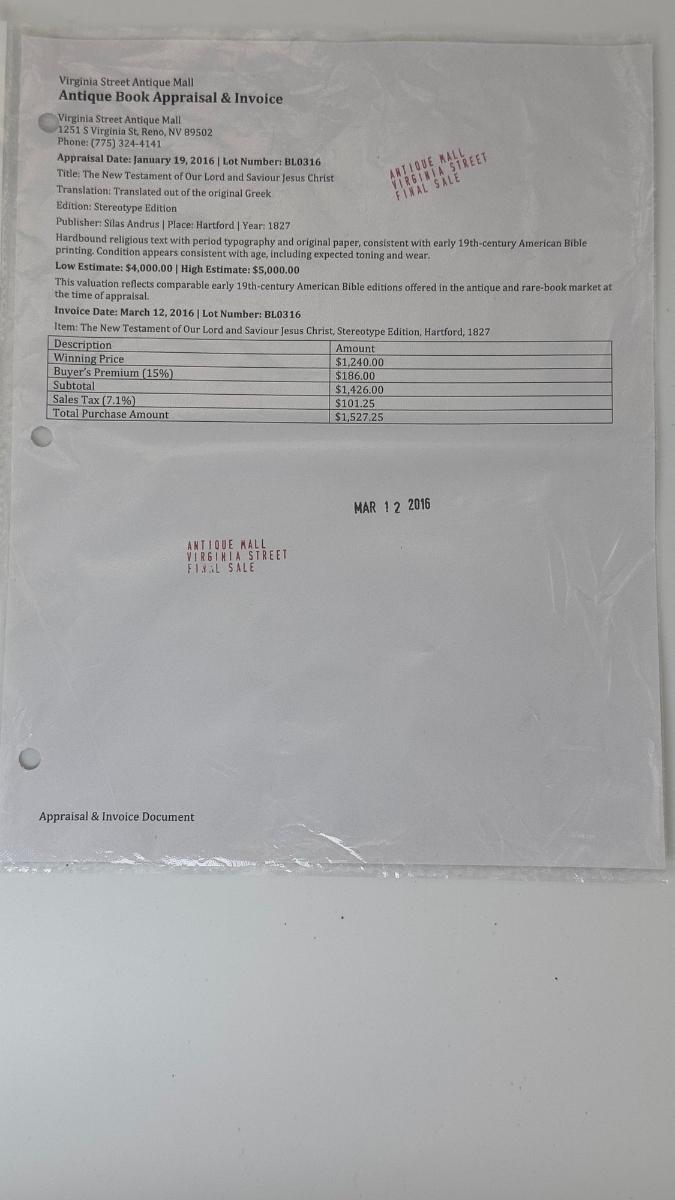 Virginia Street Antique Mall
Antique Book Appraisal & Invoice
Virginia Street Antique Mall
1251 S Virginia St, Reno, NV 89502
Phone: (775) 324-4141
Appraisal Date: January 19, 2016 | Lot Number: BL0316
Title: The New Testament of Our Lord and Saviour Jesus Christ
Translation: Translated out of the original Greek
Edition: Stereotype Edition
Publisher: Silas Andrus | Place: Hartford | Year: 1827
ANTIQUE MALL
VIRGINIA STREET
FINAL SALE
Hardbound religious text with period typography and original paper, consistent with early 19th-century American Bible
printing. Condition appears consistent with age, including expected toning and wear.
Low Estimate: $4,000.00 | High Estimate: $5,000.00
This valuation reflects comparable early 19th-century American Bible editions offered in the antique and rare-book market at
the time of appraisal.
Invoice Date: March 12, 2016 | Lot Number: BL0316
Item: The New Testament of Our Lord and Saviour Jesus Christ, Stereotype Edition, Hartford, 1827
Description Amount
Winning Price $1,240.00
Buyer's Premium (15%) $186.00
Subtotal $1,426.00
Sales Tax (7.1%) $101.25
Total Purchase Amount $1,527.25
MAR 12 2016
ANTIQUE MALL
VIRGINIA STREET
FINAL SALE
Appraisal & Invoice Document